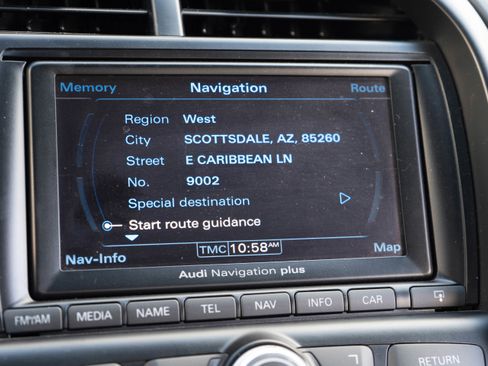 Memory Navigation Route
Region West
City SCOTTSDALE, AZ, 85260
Street E CARIBBEAN LN
No. 9002
Special destination
Start route guidance
Nav-Info TMC 10:58AM Map
Audi Navigation plus
FM/AM MEDIA NAME TEL NAV INFO CAR
RETURN